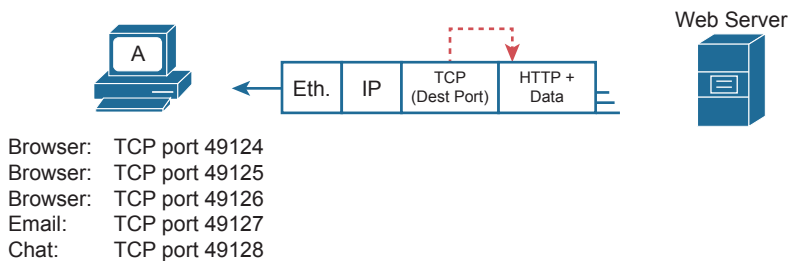 Web Server
A
Eth.
IP
TCP
(Dest Port)
HTTP +
Data
Browser: TCP port 49124
Browser: TCP port 49125
Browser: TCP port 49126
Email: TCP port 49127
Chat: TCP port 49128